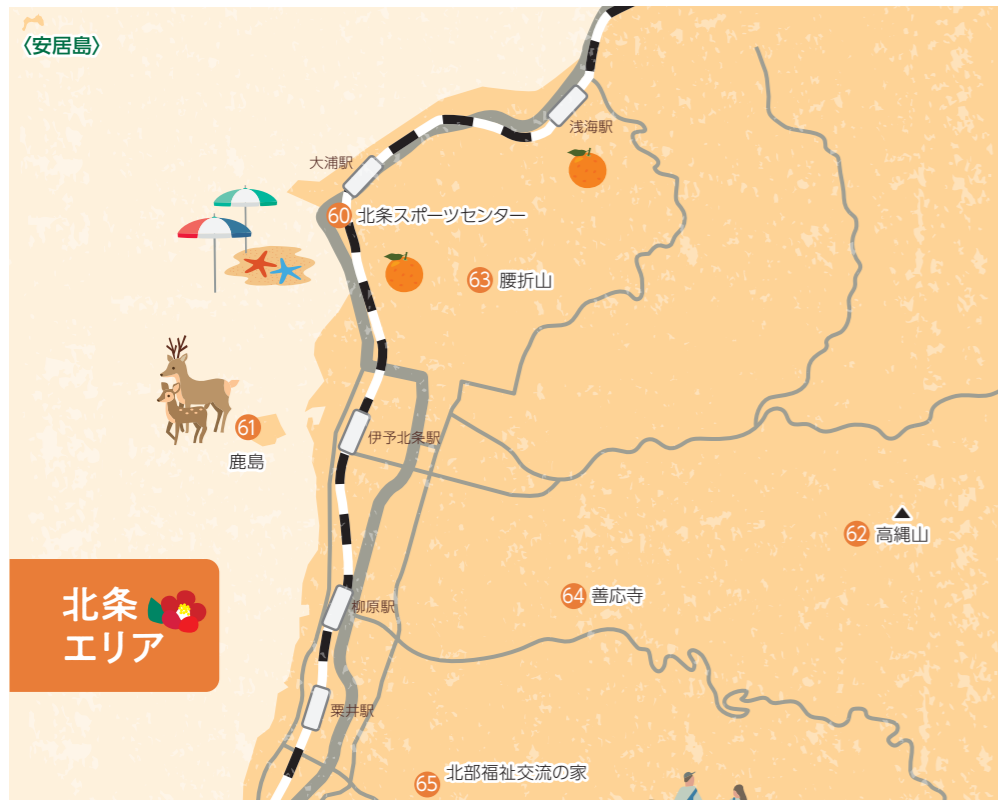 〈安居島〉
浅海駅
大浦駅
60 北条スポーツセンター
63 腰折山
61
鹿島
伊予北条駅
62 高縄山
北条
エリア
64 善応寺
柳原駅
粟井駅
65 北部福祉交流の家